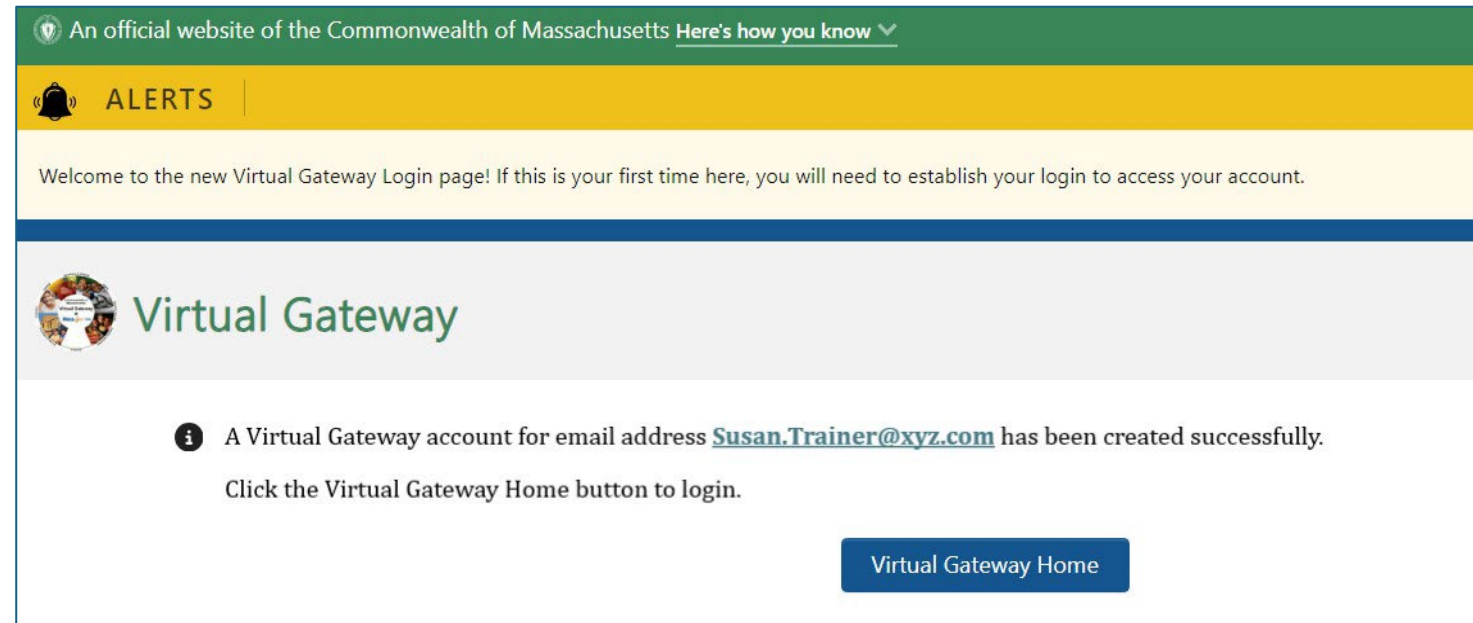 An official website of the Commonwealth of Massachusetts Here's how you know
ALERTS
Welcome to the new Virtual Gateway Login page! If this is your first time here, you will need to establish your login to access your account.
Virtual Gateway
A Virtual Gateway account for email address Susan.Trainer@xyz.com has been created successfully.
Click the Virtual Gateway Home button to login.
Virtual Gateway Home